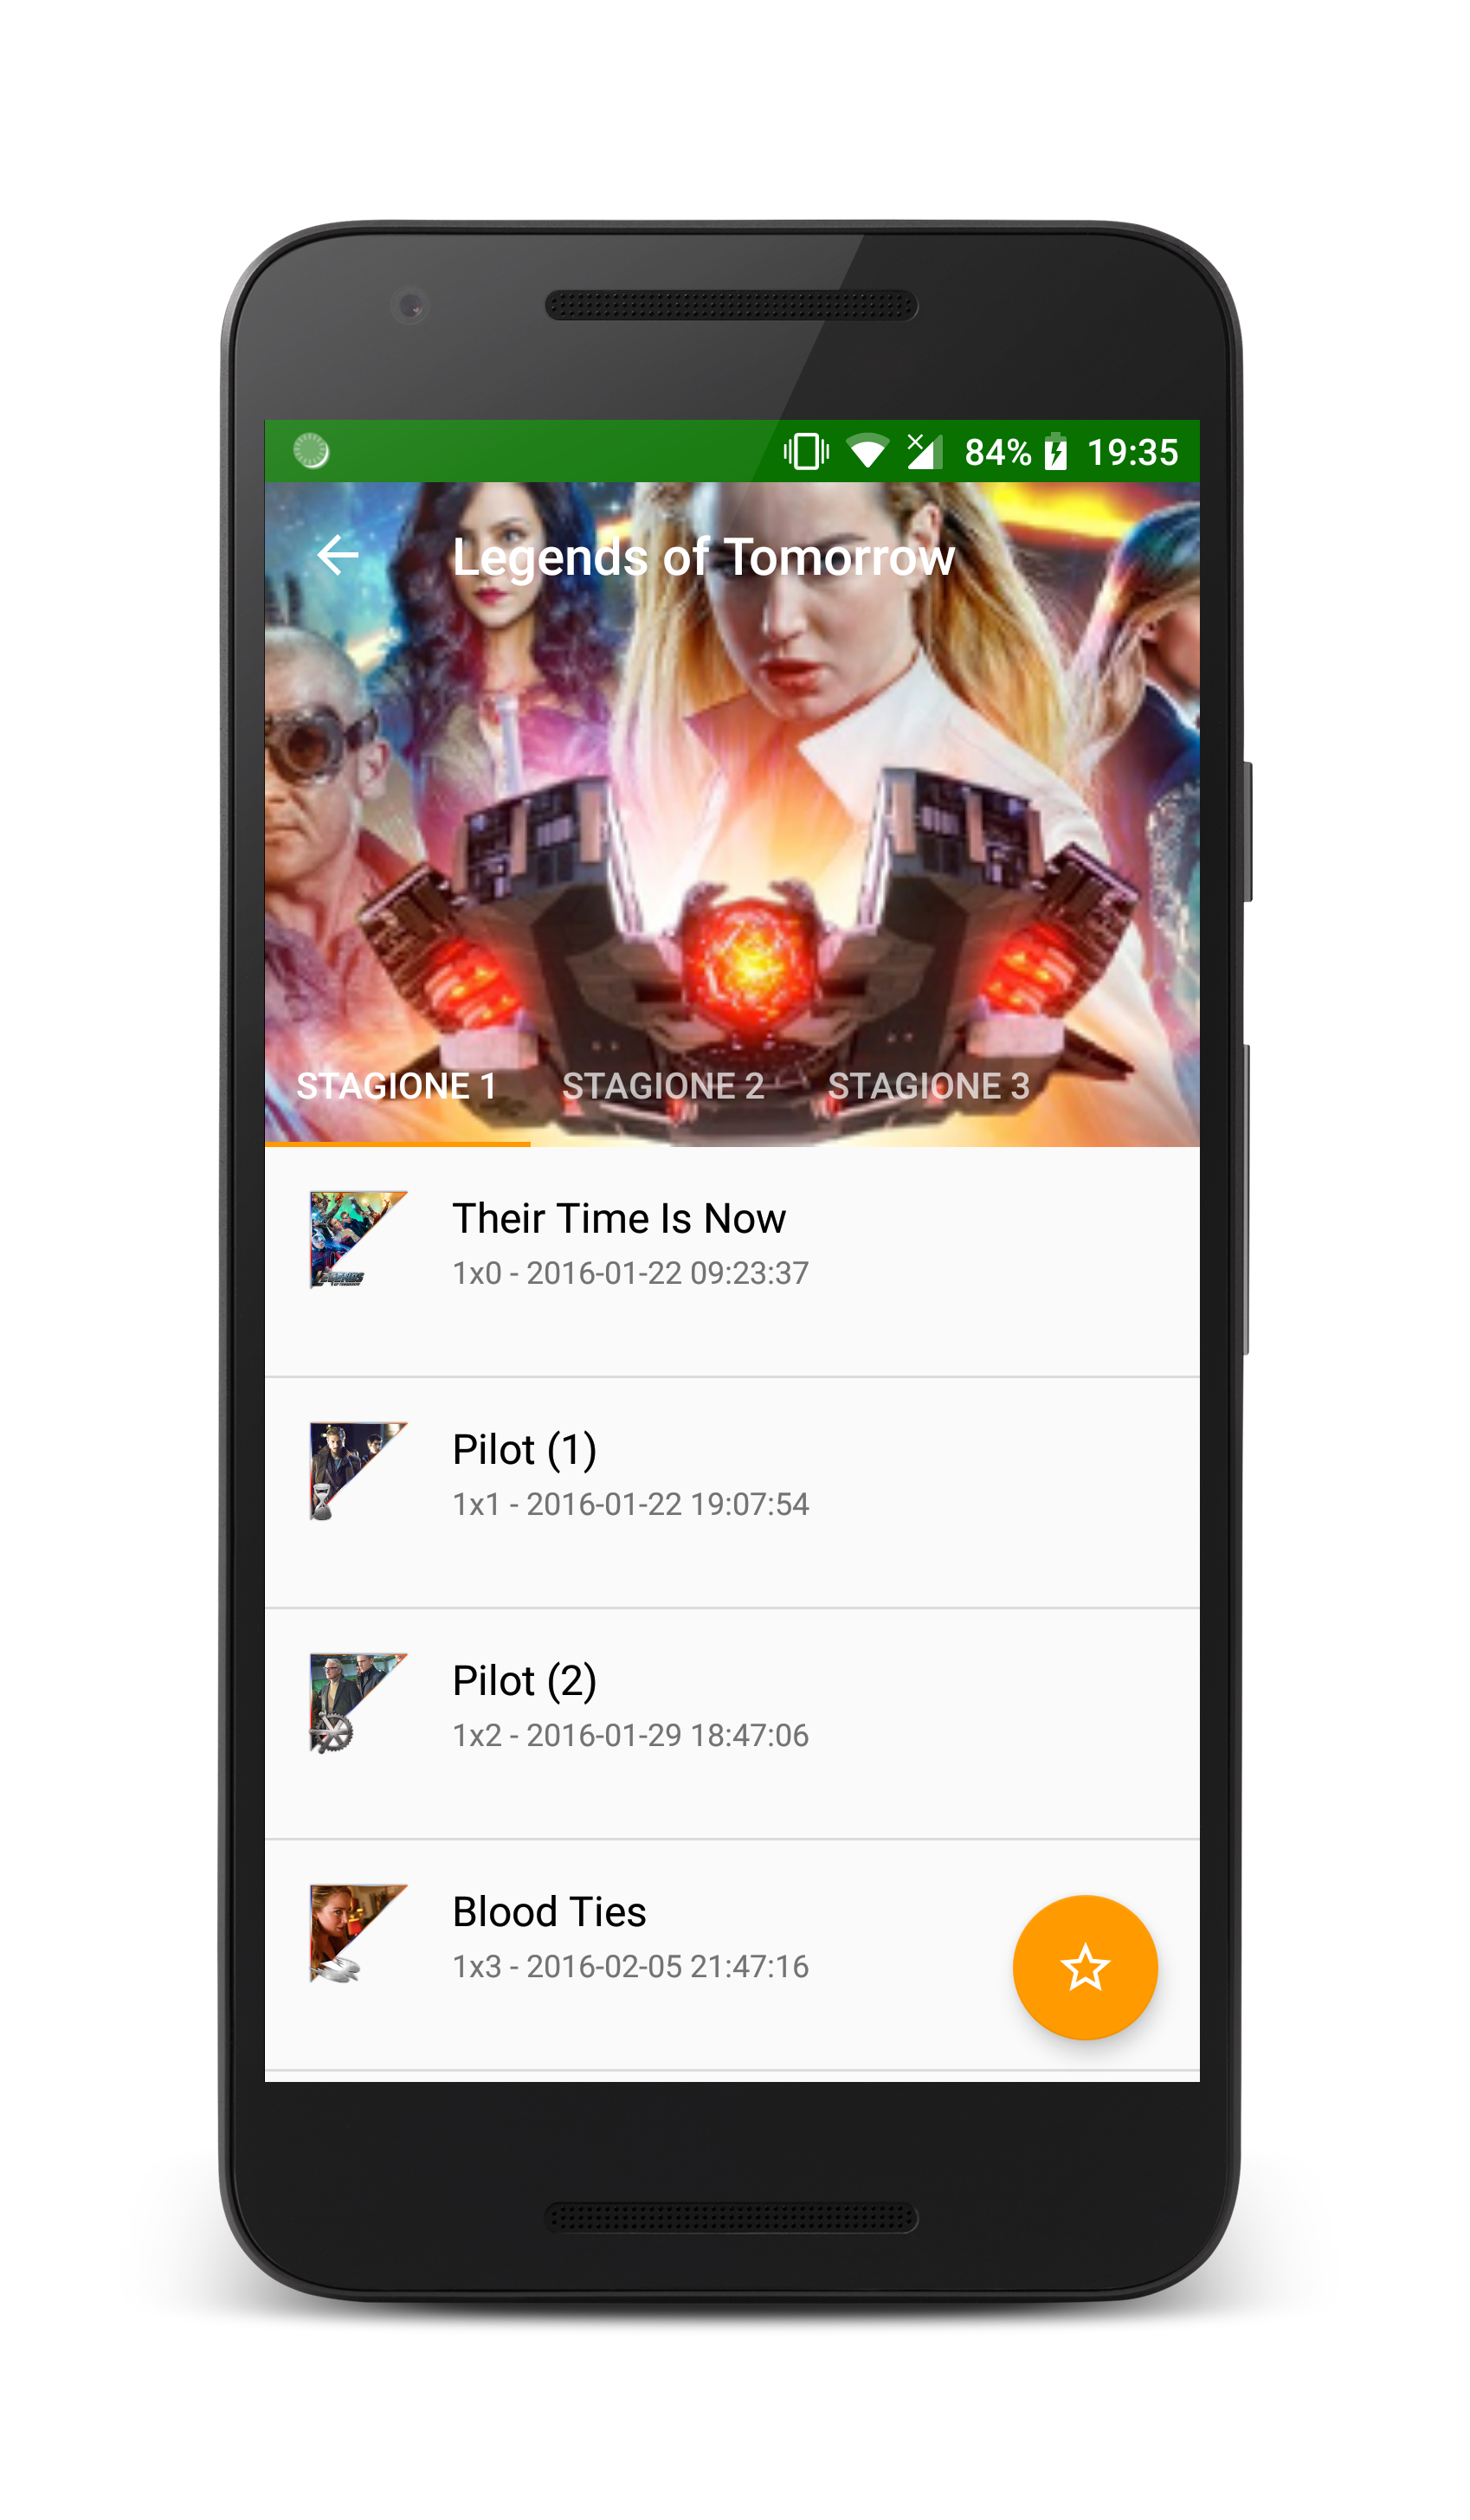 84% 19:35
Legends of Tomorrow
STAGIONE 1 STAGIONE 2 STAGIONE 3
Their Time Is Now
1x0 - 2016-01-22 09:23:37
Pilot (1)
1x1 - 2016-01-22 19:07:54
Pilot (2)
1x2 - 2016-01-29 18:47:06
Blood Ties
1x3 - 2016-02-05 21:47:16